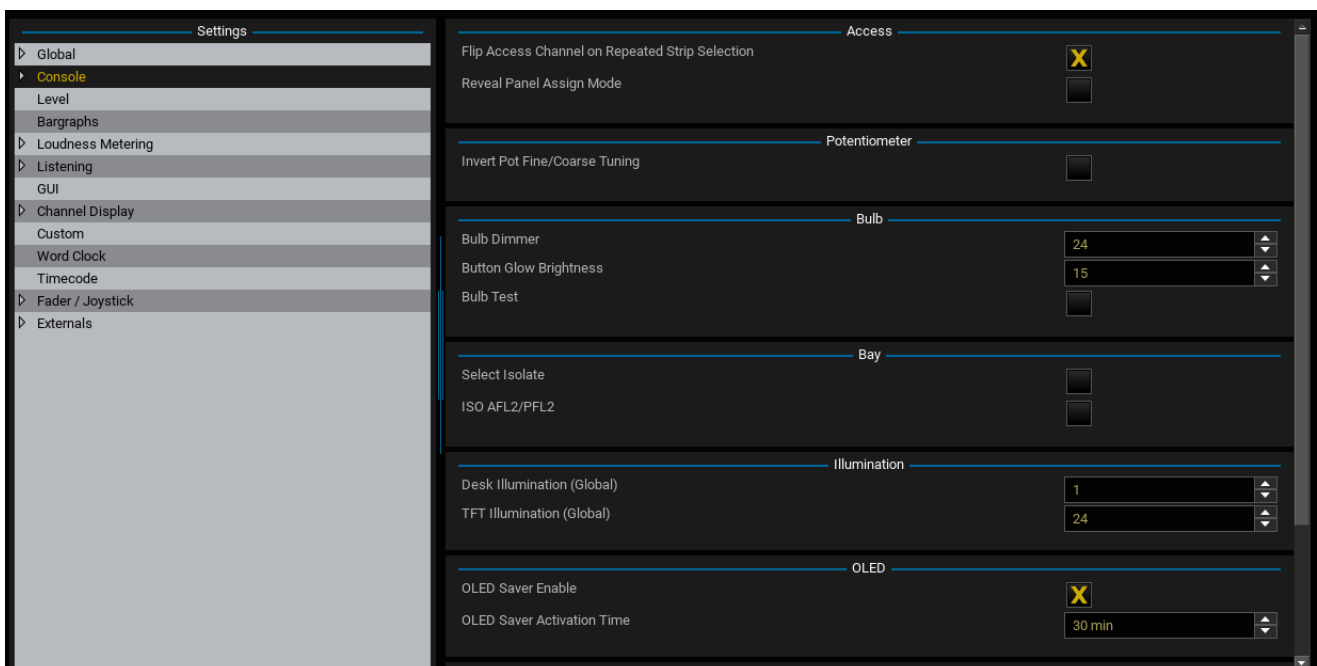 Settings
Global
Console
Level
Bargraphs
Loudness Metering
Listening
GUI
Channel Display
Custom
Word Clock
Timecode
Fader / Joystick
Externals
Access
Flip Access Channel on Repeated Strip Selection X
Reveal Panel Assign Mode
Potentiometer
Invert Pot Fine/Coarse Tuning
Bulb
Bulb Dimmer 24
Button Glow Brightness 15
Bulb Test
Bay
Select Isolate
ISO AFL2/PFL2
Illumination
Desk Illumination (Global) 1
TFT Illumination (Global) 24
OLED
OLED Saver Enable X
OLED Saver Activation Time 30 min